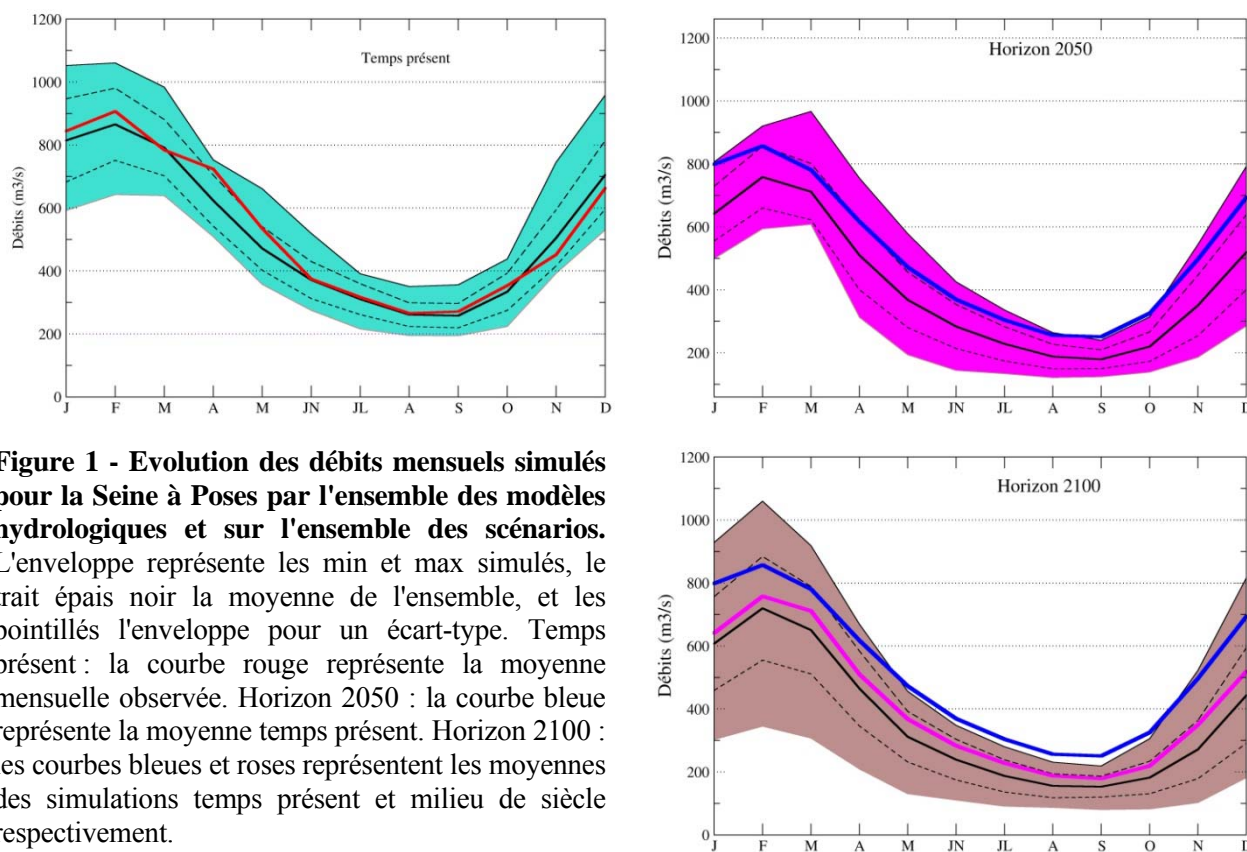 Temps présent
Débits (m3/s)
1200
1000
800
600
400
200
0
J F M A M JN JL A S O N D
Horizon 2050
Débits (m3/s)
1200
1000
800
600
400
200
J F M A M JN JL A S O N D
Figure 1 - Evolution des débits mensuels simulés
pour la Seine à Poses par l'ensemble des modèles
hydrologiques et sur l'ensemble des scénarios.
L'enveloppe représente les min et max simulés, le
trait épais noir la moyenne de l'ensemble, et les
pointillés l'enveloppe pour un écart-type. Temps
présent : la courbe rouge représente la moyenne
mensuelle observée. Horizon 2050 : la courbe bleue
représente la moyenne temps présent. Horizon 2100 :
les courbes bleues et roses représentent les moyennes
des simulations temps présent et milieu de siècle
respectivement.
Horizon 2100
Débits (m3/s)
1200
1000
800
600
400
200
0
J F M A M JN JL A S O N D